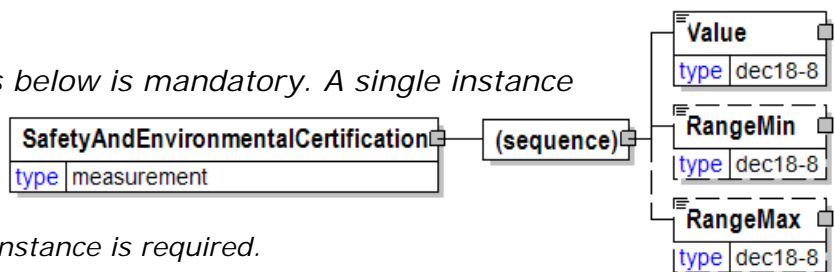 Value
type dec18-8
s below is mandatory. A single instance
SafetyAndEnvironmentalCertification
type measurement
(sequence)
RangeMin
type dec18-8
RangeMax
type dec18-8
nstance is required.